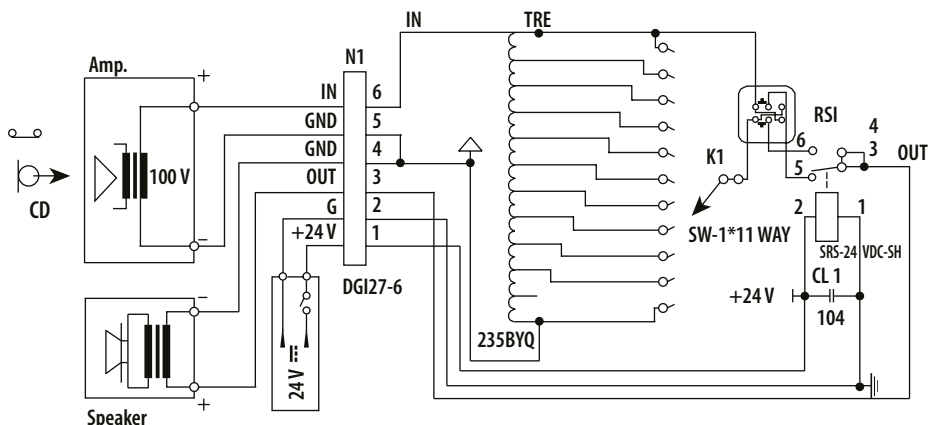 IN
TRE
N1
Amp.
+
IN
6
GND
5
GND
4
OUT
3
G
2
+24 V
1
100 V
CD
−
DGI27-6
K1
SW-1*11 WAY
RSI
6
5
4
3
OUT
2
1
SRS-24 VDC-SH
CL 1
+24 V
104
235BYQ
24 V
−
+
Speaker